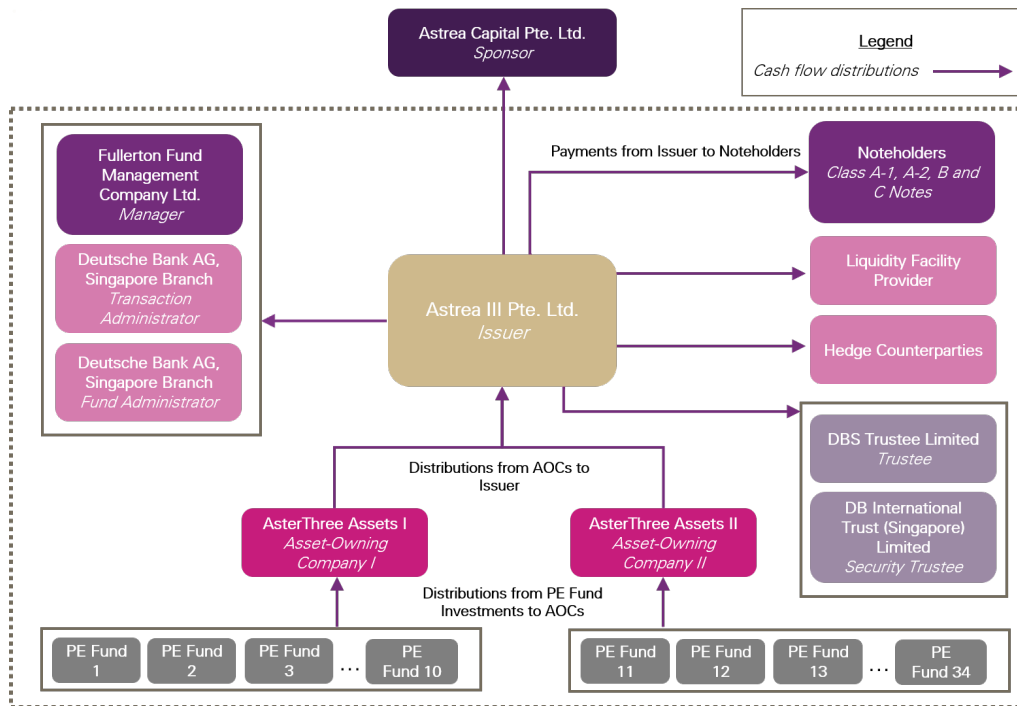 Astrea Capital Pte. Ltd.
Sponsor
Legend
Cash flow distributions
Fullerton Fund
Management
Company Ltd.
Manager
Deutsche Bank AG,
Singapore Branch
Transaction
Administrator
Deutsche Bank AG,
Singapore Branch
Fund Administrator
Payments from Issuer to Noteholders
Noteholders
Class A-1, A-2, B and
C Notes
Liquidity Facility
Provider
Astrea III Pte. Ltd.
Issuer
Hedge Counterparties
DBS Trustee Limited
Trustee
DB International
Trust (Singapore)
Limited
Security Trustee
Distributions from AOCs to
Issuer
AsterThree Assets I
Asset-Owning
Company I
AsterThree Assets II
Asset-Owning
Company II
Distributions from PE Fund
Investments to AOCs
PE Fund
1
PE Fund
2
PE Fund
3
...
PE
Fund 10
PE Fund
11
PE Fund
12
PE Fund
13
...
PE
Fund 34